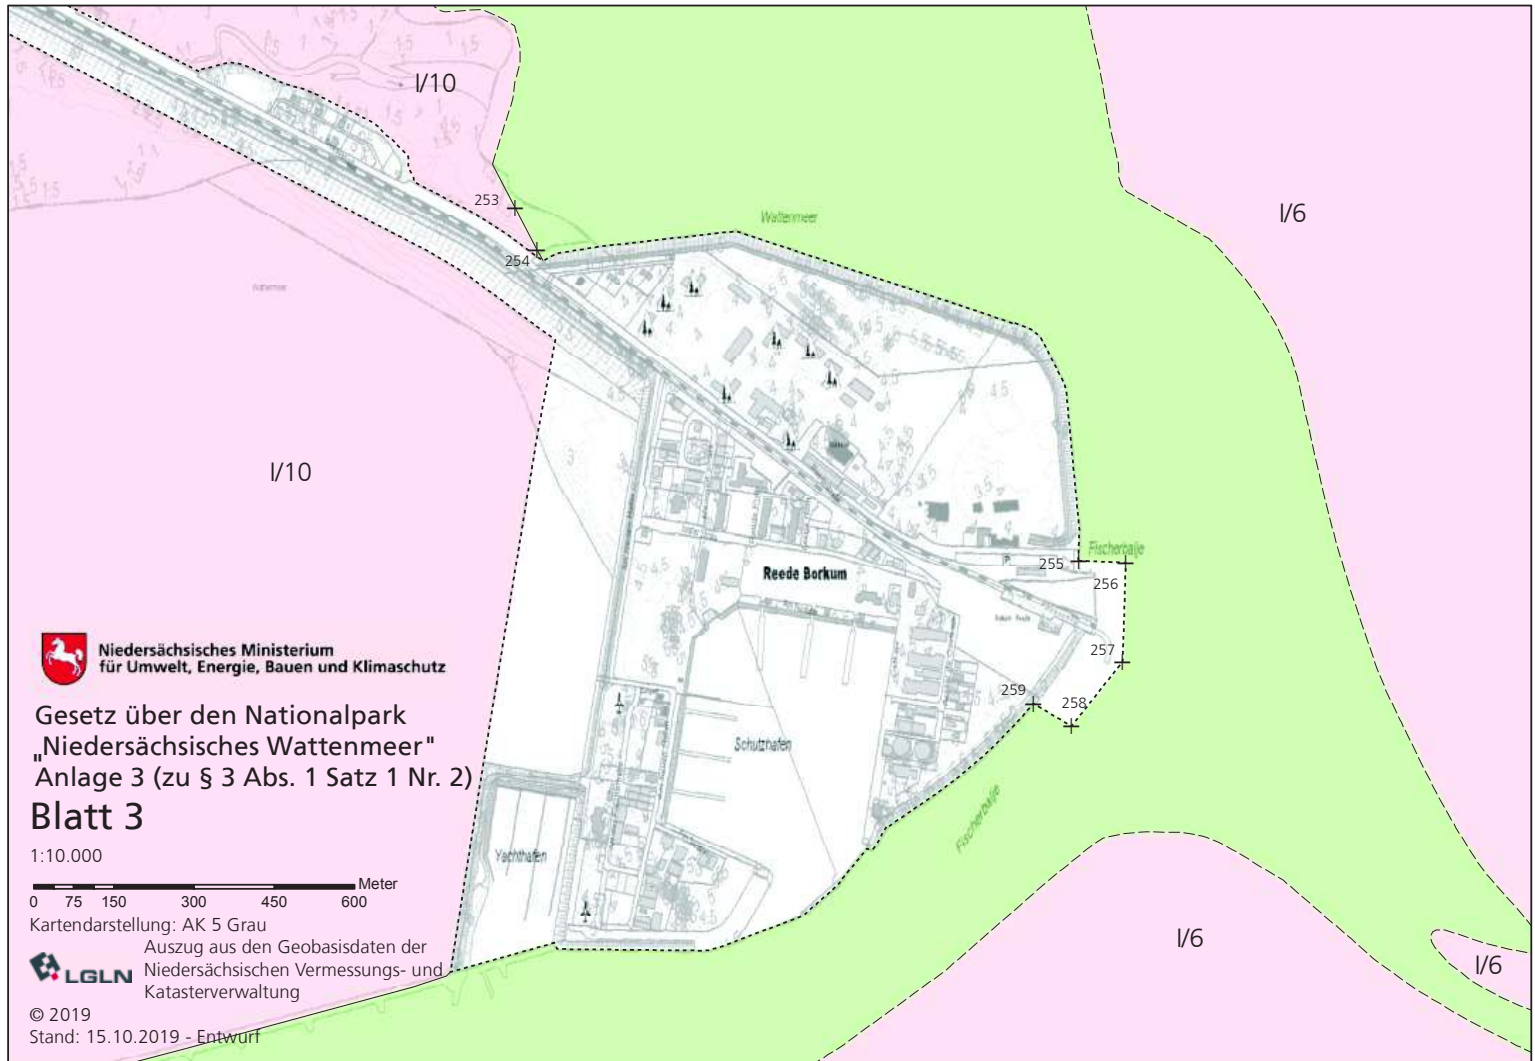 I/10
I/6
253
Wattenmeer
254
Wattenmeer
I/10
Fischerbalje
255
256
P
Reede Borkum
257
259
258
Schutzhafen
Fischerbalje
Yachthafen
I/6
I/6
Niedersächsisches Ministerium
für Umwelt, Energie, Bauen und Klimaschutz
Gesetz über den Nationalpark
„Niedersächsisches Wattenmeer"
Anlage 3 (zu § 3 Abs. 1 Satz 1 Nr. 2)
Blatt 3
1:10.000
Meter
0 75 150 300 450 600
Kartendarstellung: AK 5 Grau
LGLN
Auszug aus den Geobasisdaten der
Niedersächsischen Vermessungs- und
Katasterverwaltung
© 2019
Stand: 15.10.2019 - Entwurf